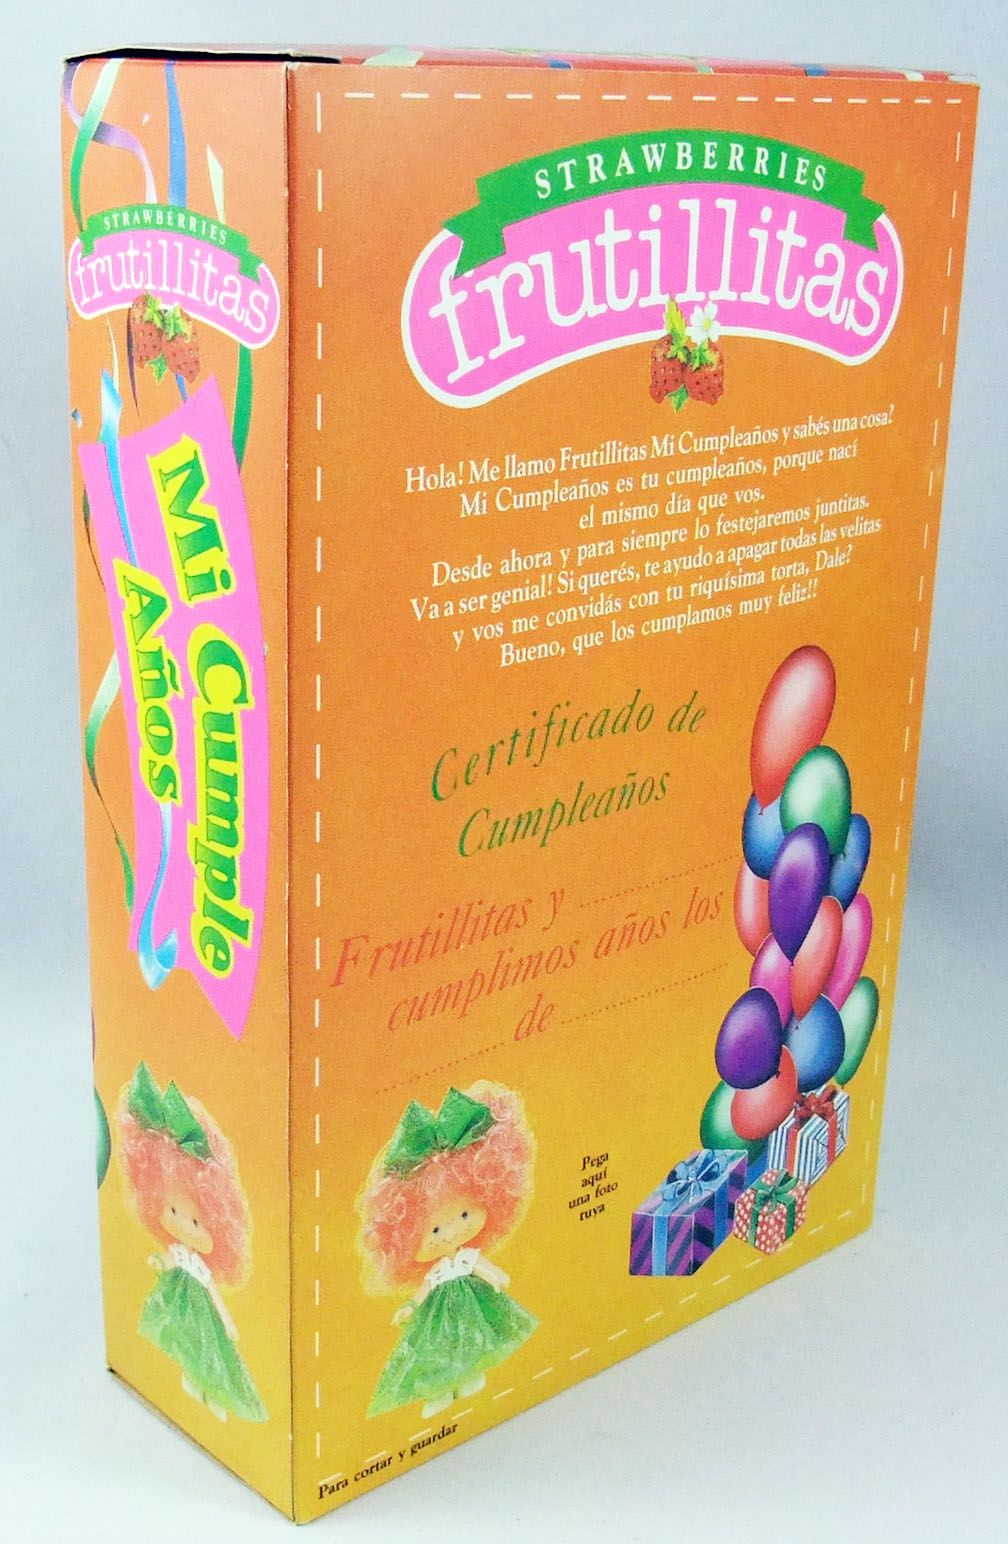 STRAWBERRIES
frutillitas
Mi Cumple
Años
STRAWBERRIES
frutillitas
Hola! Me llamo Frutillitas Mi Cumpleaños y sabés una cosa?
Mi Cumpleaños es tu cumpleaños, porque nací
el mismo día que vos.
Desde ahora y para siempre lo festejaremos juntitas.
Va a ser genial! Si querés, te ayudo a apagar todas las velitas
y vos me convidás con tu riquísima torta, Dale?
Bueno, que los cumplamos muy feliz!!
Certificado de
Cumpleaños
Frutillitas y ....................
cumplimos años los
.................... de ....................
Pega
aquí
una foto
tuya
Para cortar y guardar